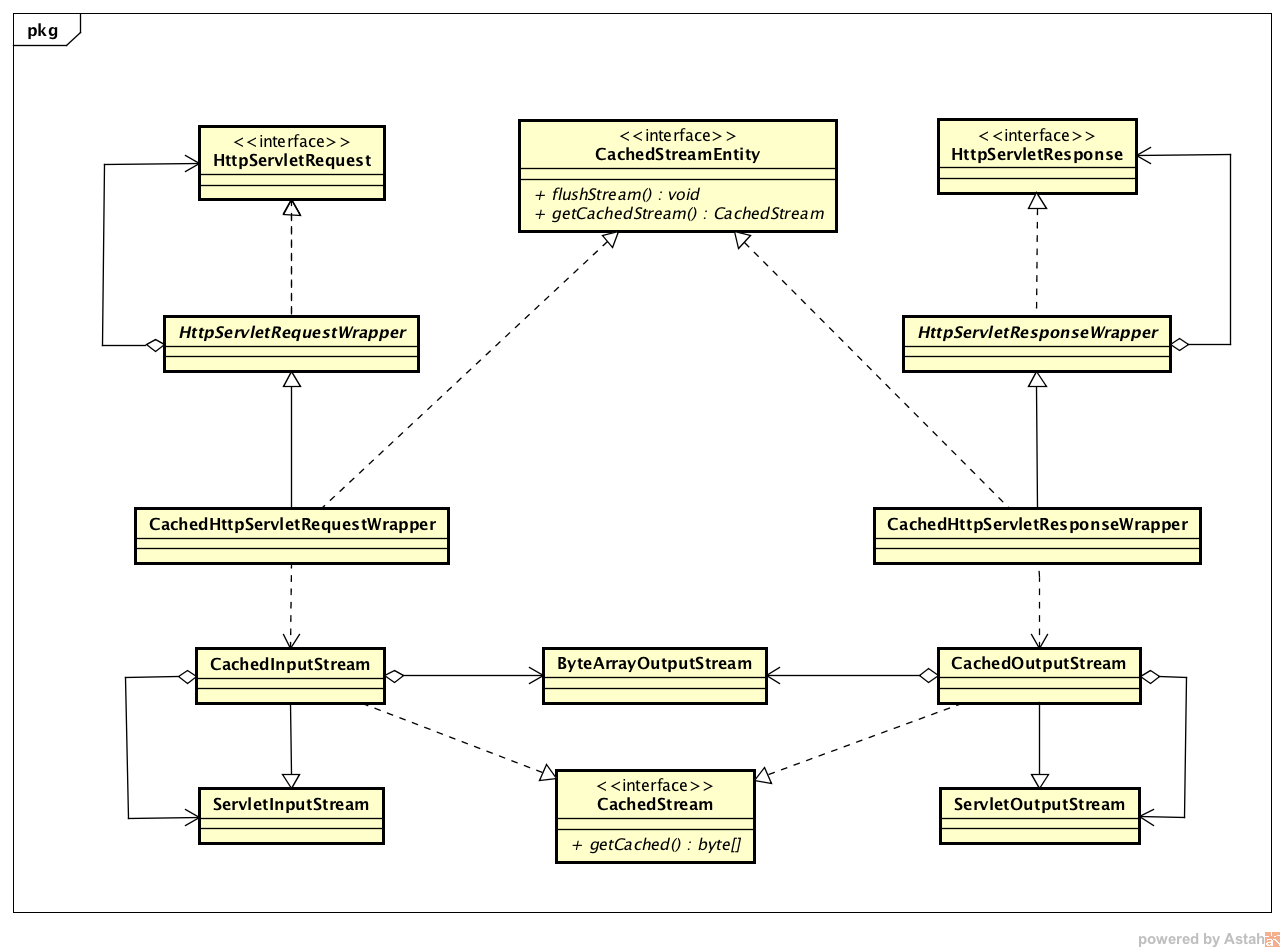 pkg
<<interface>>
HttpServletRequest
<<interface>>
CachedStreamEntity
+ flushStream() : void
+ getCachedStream() : CachedStream
<<interface>>
HttpServletResponse
HttpServletRequestWrapper
HttpServletResponseWrapper
CachedHttpServletRequestWrapper
CachedHttpServletResponseWrapper
CachedInputStream
ByteArrayOutputStream
CachedOutputStream
ServletInputStream
<<interface>>
CachedStream
+ getCached() : byte[]
ServletOutputStream
powered by Astah